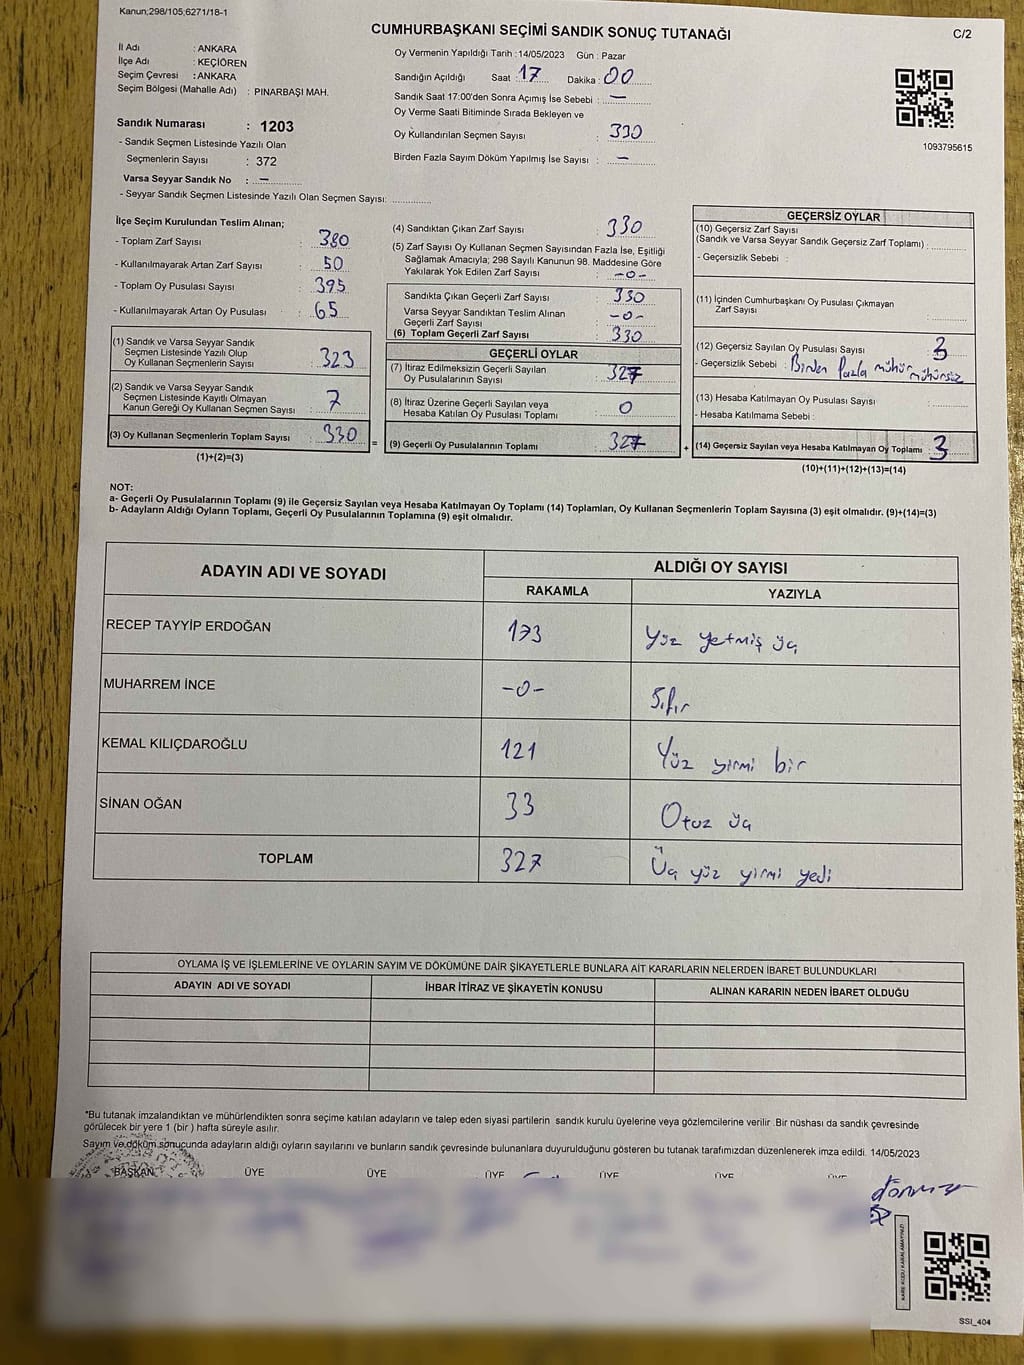 Kanun;298/105;6271/18-1
CUMHURBAŞKANI SEÇİMİ SANDIK SONUÇ TUTANAĞI
C/2
İl Adı : ANKARA
İlçe Adı : KEÇİÖREN
Seçim Çevresi : ANKARA
Seçim Bölgesi (Mahalle Adı) : PINARBAŞI MAH.
Sandık Numarası : 1203
- Sandık Seçmen Listesinde Yazılı Olan
Seçmenlerin Sayısı : 372
Varsa Seyyar Sandık No : —
- Seyyar Sandık Seçmen Listesinde Yazılı Olan Seçmen Sayısı:
Oy Vermenin Yapıldığı Tarih :14/05/2023 Gün : Pazar
Sandığın Açıldığı Saat : 17 Dakika : 00
Sandık Saat 17:00'den Sonra Açımış İse Sebebi : —
Oy Verme Saati Bitiminde Sırada Bekleyen ve
Oy Kullandırılan Seçmen Sayısı : 330
Birden Fazla Sayım Döküm Yapılmış İse Sayısı : —
1093795615
İlçe Seçim Kurulundan Teslim Alınan;
- Toplam Zarf Sayısı : 380
- Kullanılmayarak Artan Zarf Sayısı : 50
- Toplam Oy Pusulası Sayısı : 395
- Kullanılmayarak Artan Oy Pusulası : 65
(1) Sandık ve Varsa Seyyar Sandık
Seçmen Listesinde Yazılı Olup
Oy Kullanan Seçmenlerin Sayısı : 323
(2) Sandık ve Varsa Seyyar Sandık
Seçmen Listesinde Kayıtlı Olmayan
Kanun Gereği Oy Kullanan Seçmen Sayısı : 7
(3) Oy Kullanan Seçmenlerin Toplam Sayısı : 330
(1)+(2)=(3)
(4) Sandıktan Çıkan Zarf Sayısı : 330
(5) Zarf Sayısı Oy Kullanan Seçmen Sayısından Fazla İse, Eşitliği
Sağlamak Amacıyla; 298 Sayılı Kanunun 98. Maddesine Göre
Yakılarak Yok Edilen Zarf Sayısı : -0-
Sandıkta Çıkan Geçerli Zarf Sayısı : 330
Varsa Seyyar Sandıktan Teslim Alınan
Geçerli Zarf Sayısı : -0-
(6) Toplam Geçerli Zarf Sayısı : 330
GEÇERLİ OYLAR
(7) İtiraz Edilmeksizin Geçerli Sayılan
Oy Pusulalarının Sayısı : 327
(8) İtiraz Üzerine Geçerli Sayılan veya
Hesaba Katılan Oy Pusulası Toplamı : 0
=
(9) Geçerli Oy Pusulalarının Toplamı : 327
+
GEÇERSİZ OYLAR
(10) Geçersiz Zarf Sayısı
(Sandık ve Varsa Seyyar Sandık Geçersiz Zarf Toplamı) :
- Geçersizlik Sebebi :
(11) İçinden Cumhurbaşkanı Oy Pusulası Çıkmayan
Zarf Sayısı :
(12) Geçersiz Sayılan Oy Pusulası Sayısı : 3
- Geçersizlik Sebebi : Birden fazla mühür mühürsüz
(13) Hesaba Katılmayan Oy Pusulası Sayısı :
- Hesaba Katılmama Sebebi :
(14) Geçersiz Sayılan veya Hesaba Katılmayan Oy Toplamı : 3
(10)+(11)+(12)+(13)=(14)
NOT:
a- Geçerli Oy Pusulalarının Toplamı (9) ile Geçersiz Sayılan veya Hesaba Katılmayan Oy Toplamı (14) Toplamları, Oy Kullanan Seçmenlerin Toplam Sayısına (3) eşit olmalıdır. (9)+(14)=(3)
b- Adayların Aldığı Oyların Toplamı, Geçerli Oy Pusulalarının Toplamına (9) eşit olmalıdır.
ADAYIN ADI VE SOYADI
ALDIĞI OY SAYISI
RAKAMLA YAZIYLA
RECEP TAYYİP ERDOĞAN 173 Yüz yetmiş üç
MUHARREM İNCE -0- Sıfır
KEMAL KILIÇDAROĞLU 121 Yüz yirmi bir
SİNAN OĞAN 33 Otuz üç
TOPLAM 327 Üç yüz yirmi yedi
OYLAMA İŞ VE İŞLEMLERİNE VE OYLARIN SAYIM VE DÖKÜMÜNE DAİR ŞİKAYETLERLE BUNLARA AİT KARARLARIN NELERDEN İBARET BULUNDUKLARI
ADAYIN ADI VE SOYADI İHBAR İTİRAZ VE ŞİKAYETİN KONUSU ALINAN KARARIN NEDEN İBARET OLDUĞU
*Bu tutanak imzalandıktan ve mühürlendikten sonra seçime katılan adayların ve talep eden siyasi partilerin sandık kurulu üyelerine veya gözlemcilerine verilir .Bir nüshası da sandık çevresinde
görülecek bir yere 1 (bir ) hafta süreyle asılır.
Sayım ve döküm sonucunda adayların aldığı oyların sayılarını ve bunların sandık çevresinde bulunanlara duyurulduğunu gösteren bu tutanak tarafımızdan düzenlenerek imza edildi. 14/05/2023
BAŞKAN ÜYE ÜYE ÜYE ÜYE ÜYE ÜYE
KARE KODU KARALAMAYINIZ!
SSİ_404